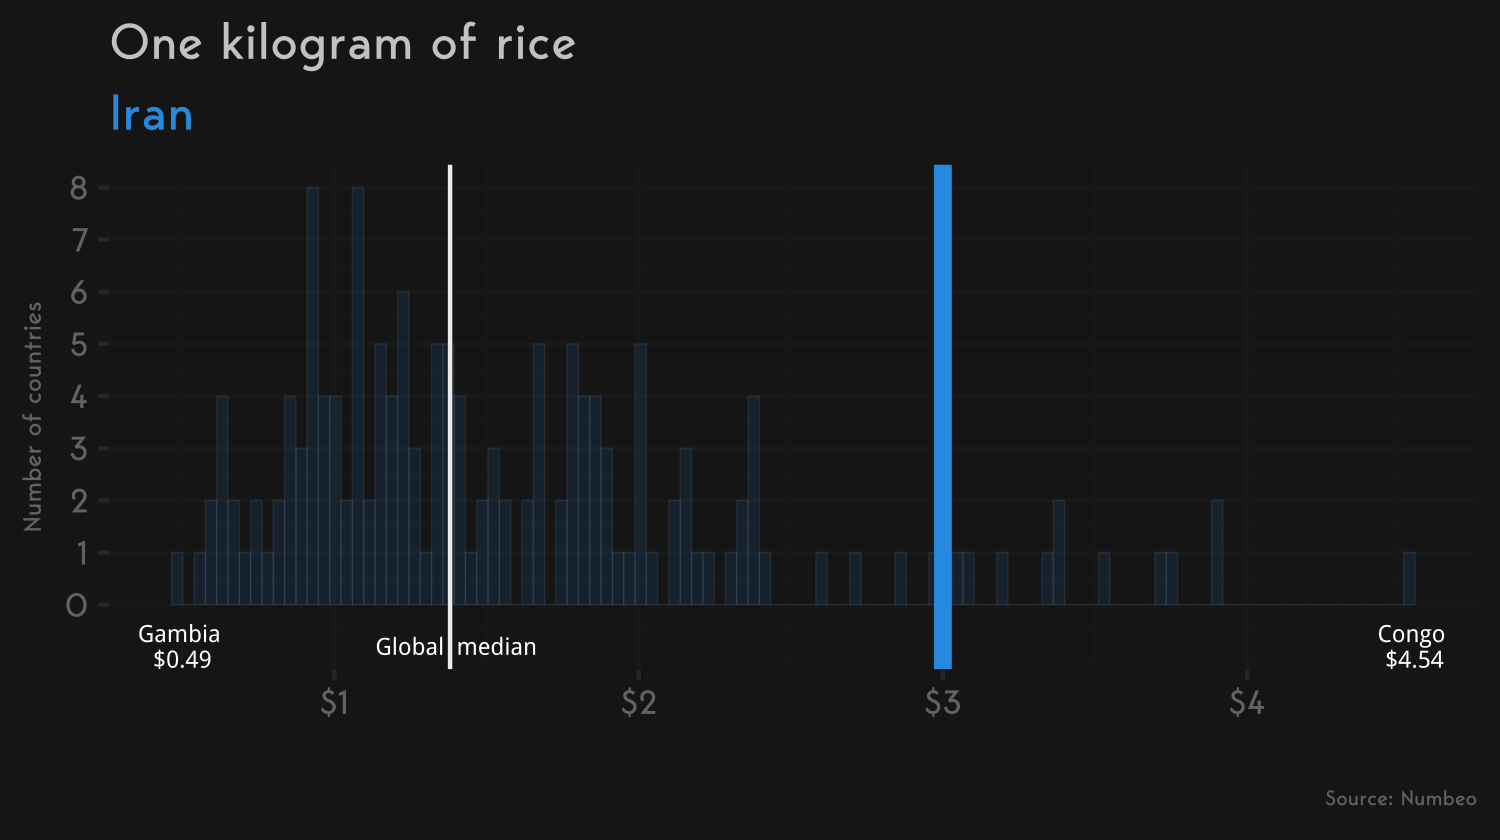 One kilogram of rice
Iran
Number of countries
8
7
6
5
4
3
2
1
0
Gambia
$0.49
Global median
Congo
$4.54
$1
$2
$3
$4
Source: Numbeo